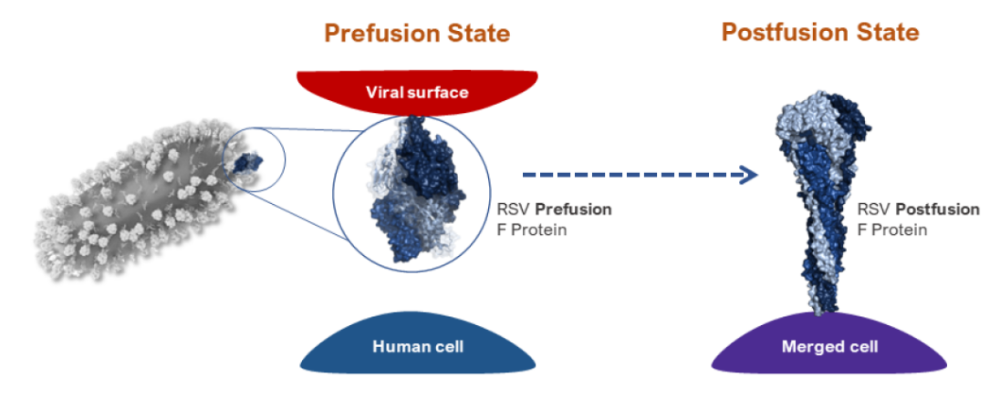 Prefusion State
Postfusion State
Viral surface
RSV Prefusion
F Protein
RSV Postfusion
F Protein
Human cell
Merged cell